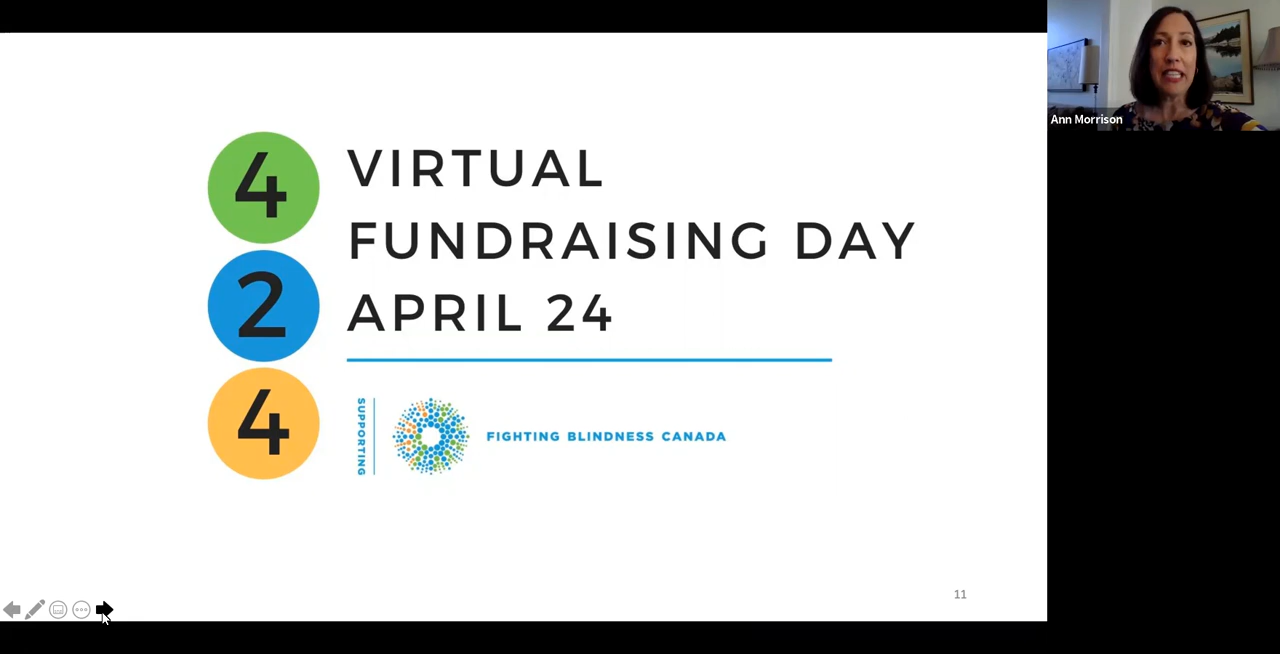 4
2
4
VIRTUAL
FUNDRAISING DAY
APRIL 24
SUPPORTING
FIGHTING BLINDNESS CANADA
11
Ann Morrison